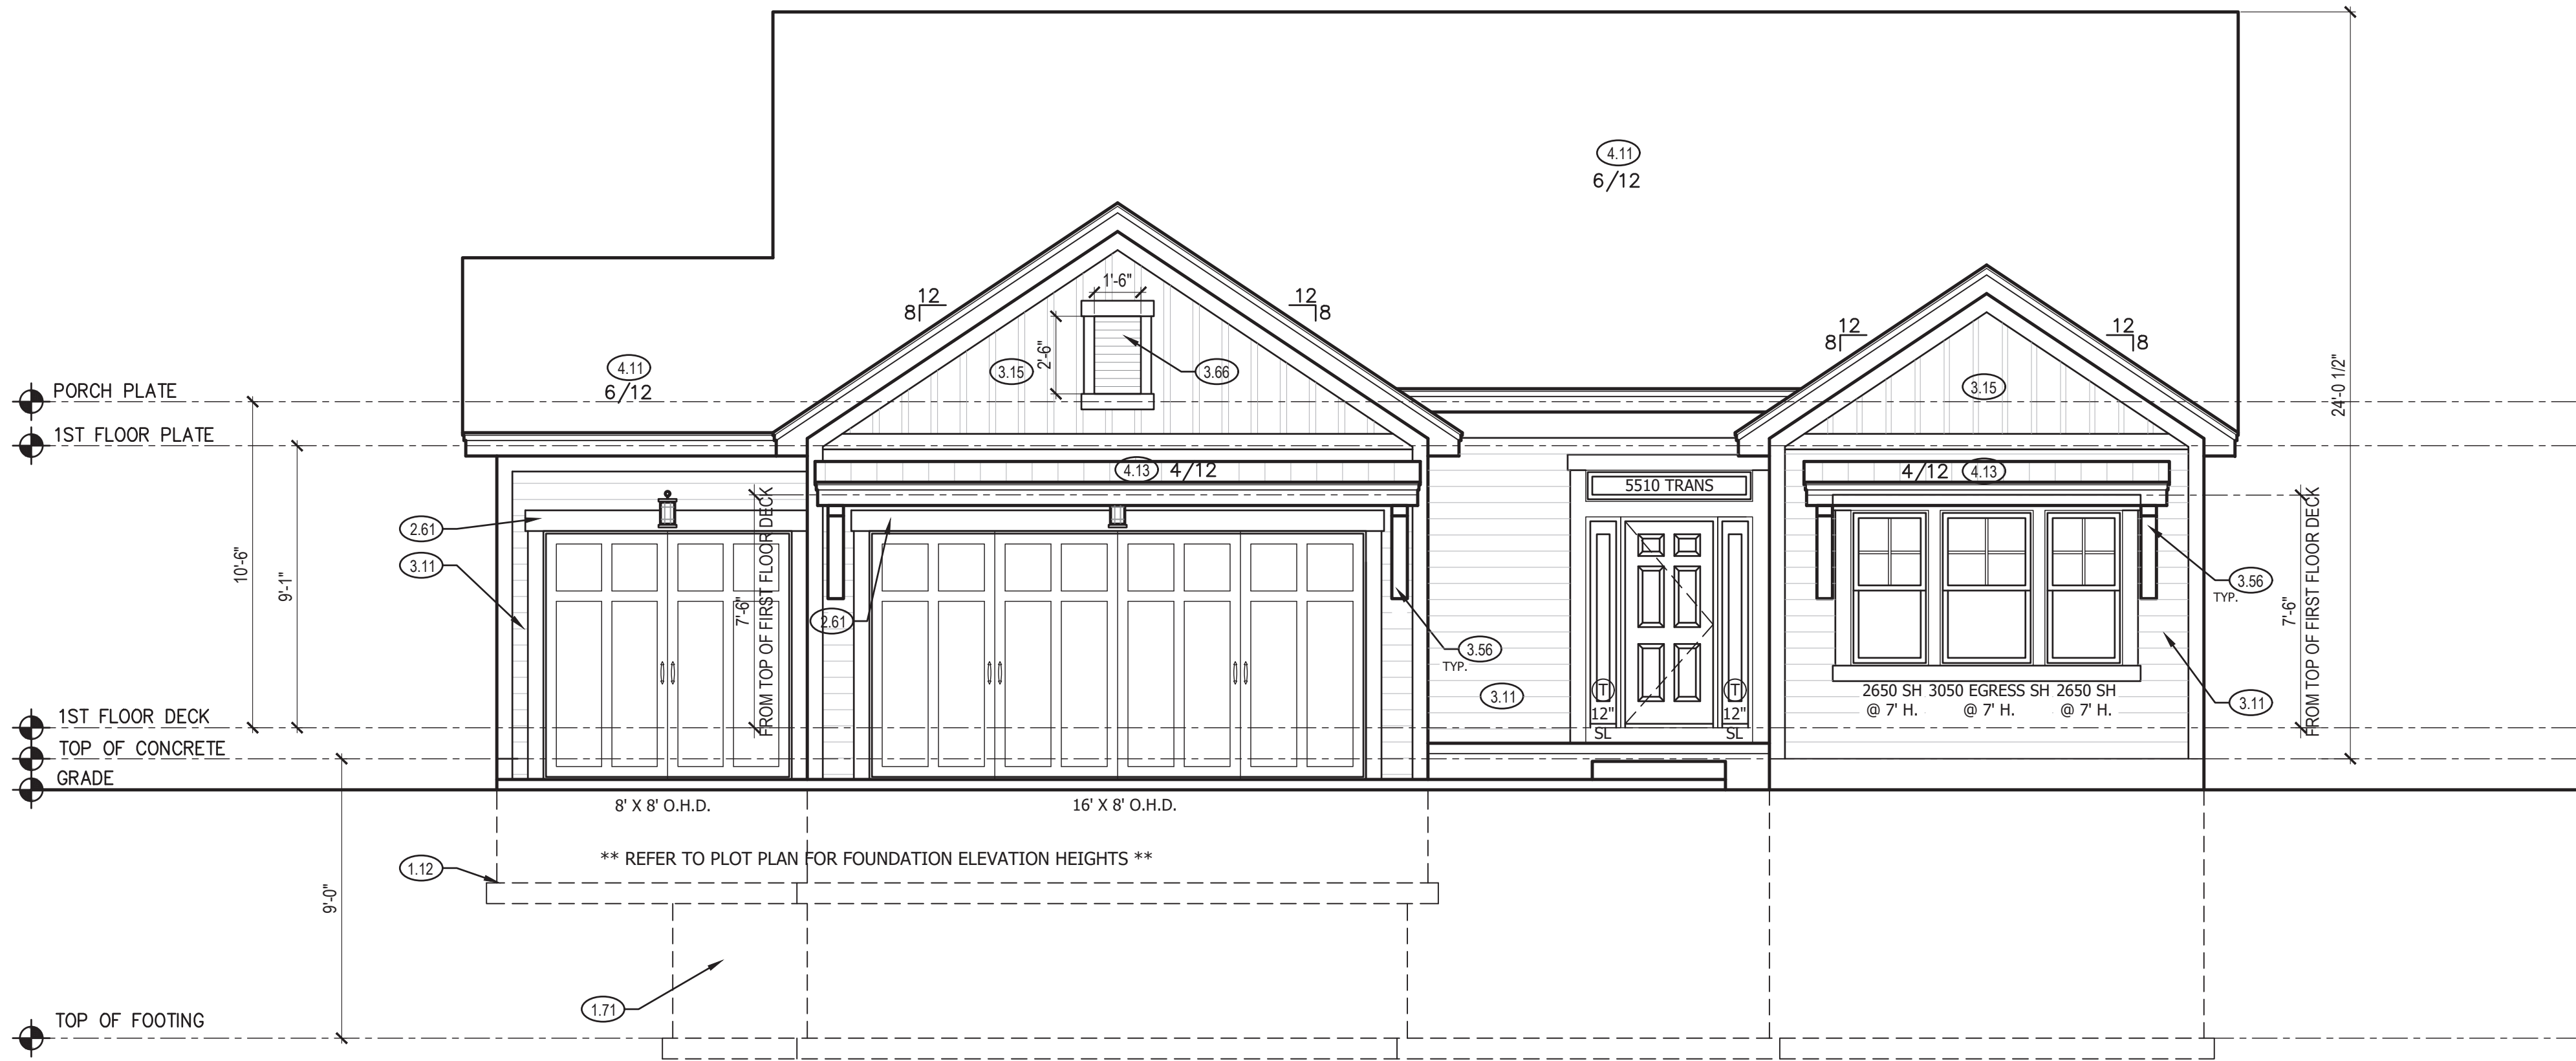 4.11
6/12
24'-0 1/2"
1'-6"
12
8
12
8
2'-6"
3.15
3.66
12
8
12
8
3.15
4.11
6/12
PORCH PLATE
1ST FLOOR PLATE
10'-6"
9'-1"
4.13 4/12
4/12 4.13
5510 TRANS
2.61
3.11
7'-6"
FROM TOP OF FIRST FLOOR DECK
2.61
3.56
TYP.
3.11
T
12"
SL
T
12"
SL
3.56
TYP.
7'-6"
FROM TOP OF FIRST FLOOR DECK
2650 SH 3050 EGRESS SH 2650 SH
@ 7' H. @ 7' H. @ 7' H.
3.11
1ST FLOOR DECK
TOP OF CONCRETE
GRADE
8' X 8' O.H.D.
16' X 8' O.H.D.
** REFER TO PLOT PLAN FOR FOUNDATION ELEVATION HEIGHTS **
1.12
9'-0"
1.71
TOP OF FOOTING